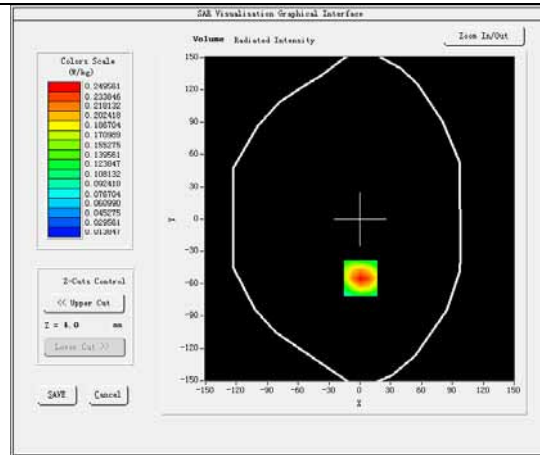 SAR Visualisation Graphical Interface
Volume Radiated Intensity
Zoom In/Out
Colors Scale
(W/kg)
0.249561
0.233846
0.218132
0.202418
0.186704
0.170989
0.155275
0.139561
0.123847
0.108132
0.092418
0.076704
0.060990
0.045275
0.029561
0.013847
Z-Cuts Control
<< Upper Cut
Z = 4.0 mm
Lower Cut >>
SAVE Cancel
150
120
90
60
30
0
-30
-60
-90
-120
-150
Y
-150 -120 -90 -60 -30 0 30 60 90 120 150
X